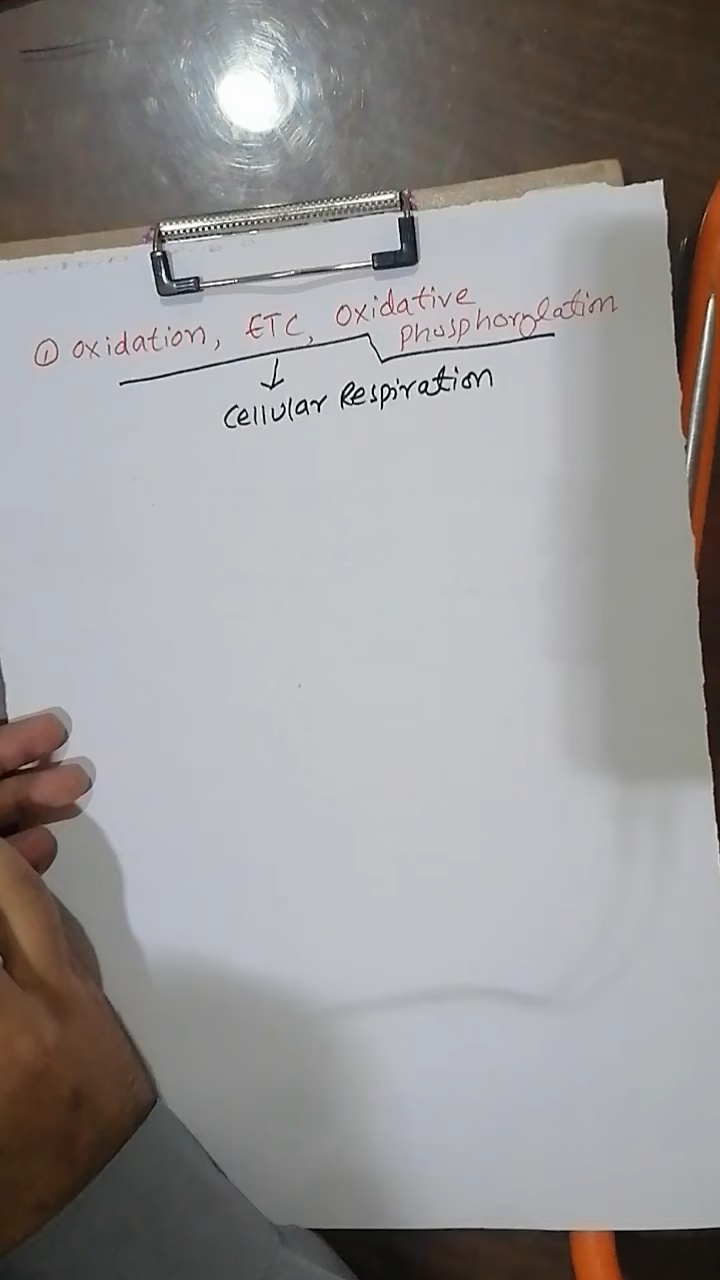 ① Oxidation, ETC, Oxidative
Phosphorylation
↓
Cellular Respiration